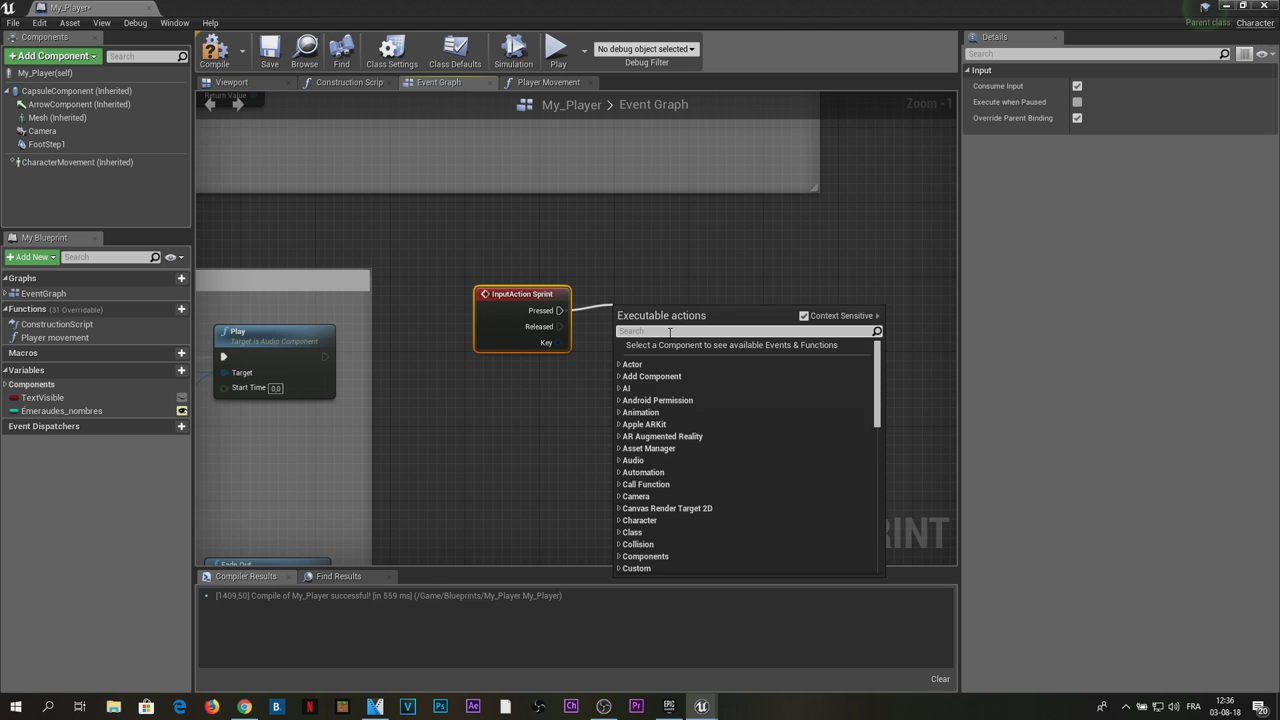 My_Player*
File Edit Asset View Debug Window Help
Parent class: Character
Components
+ Add Component
Search
My_Player(self)
CapsuleComponent (Inherited)
ArrowComponent (Inherited)
Mesh (Inherited)
Camera
FootStep1
CharacterMovement (Inherited)
My Blueprint
+ Add New
Search
Graphs
EventGraph
Functions (31 Overridable)
ConstructionScript
Player movement
Macros
Variables
Components
TextVisible
Emeraudes_nombres
Event Dispatchers
Compile
Save
Browse
Find
Class Settings
Class Defaults
Simulation
Play
No debug object selected
Debug Filter
Viewport
Construction Scrip
Event Graph
Player Movement
Return Value
My_Player > Event Graph
Zoom -1
Play
Target is Audio Component
Target
Start Time 0,0
InputAction Sprint
Pressed
Released
Key
Executable actions
Context Sensitive
Search
Select a Component to see available Events & Functions
Actor
Add Component
AI
Android Permission
Animation
Apple ARKit
AR Augmented Reality
Asset Manager
Audio
Automation
Call Function
Camera
Canvas Render Target 2D
Character
Class
Collision
Components
Custom
RINT
Fade Out
Compiler Results
Find Results
[1409,50] Compile of My_Player successful! [in 559 ms] (/Game/Blueprints/My_Player.My_Player)
Clear
Details
Search
Input
Consume Input
Execute when Paused
Override Parent Binding
FRA
12:36
03-08-18
20